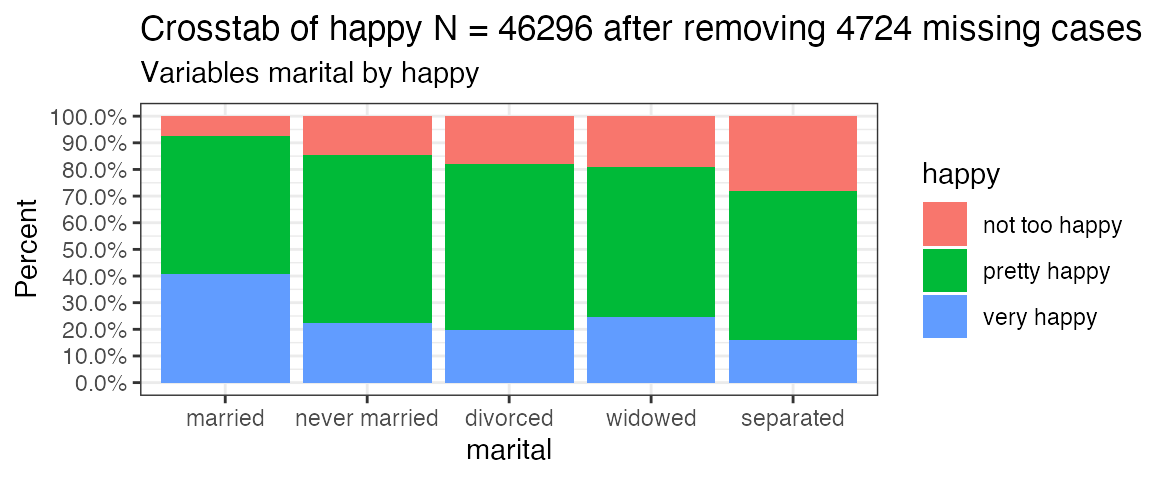 Crosstab of happy N = 46296 after removing 4724 missing cases
Variables marital by happy
Percent
100.0%
90.0%
80.0%
70.0%
60.0%
50.0%
40.0%
30.0%
20.0%
10.0%
0.0%
married never married divorced widowed separated
marital
happy
not too happy
pretty happy
very happy